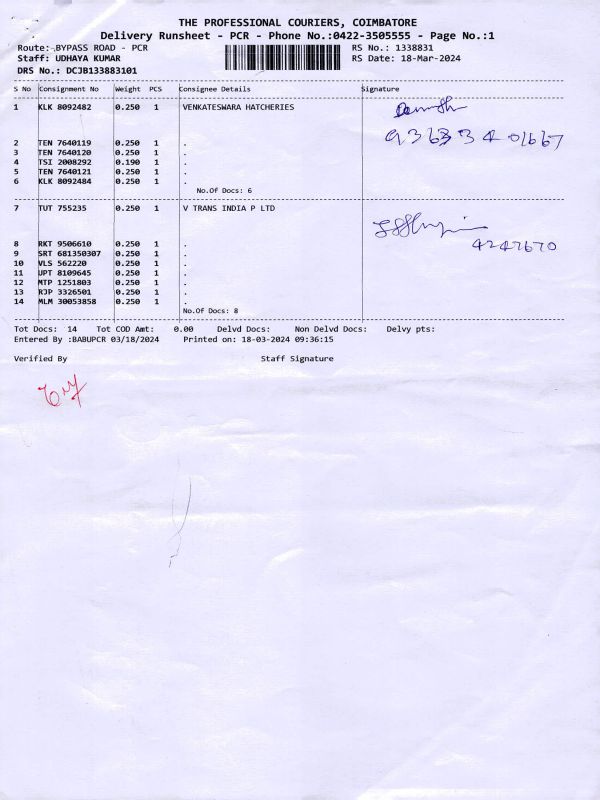 THE PROFESSIONAL COURIERS, COIMBATORE
Delivery Runsheet - PCR - Phone No.:0422-3505555 - Page No.:1
Route: BYPASS ROAD - PCR RS No.: 1338831
Staff: UDHAYA KUMAR RS Date: 18-Mar-2024
DRS No.: DCJB133883101
S No Consignment No Weight PCS Consignee Details Signature
1 KLK 8092482 0.250 1 VENKATESWARA HATCHERIES
2 TEN 7640119 0.250 1 .
3 TEN 7640120 0.250 1 .
4 TSI 2008292 0.190 1 .
5 TEN 7640121 0.250 1 .
6 KLK 8092484 0.250 1 .
No.Of Docs: 6
7 TUT 755235 0.250 1 V TRANS INDIA P LTD
4247670
8 RKT 9506610 0.250 1 .
9 SRT 681350307 0.250 1 .
10 VLS 562220 0.250 1 .
11 UPT 8109645 0.250 1 .
12 MTP 1251803 0.250 1 .
13 RJP 3326501 0.250 1 .
14 MLM 30053858 0.250 1 .
No.Of Docs: 8
Tot Docs: 14 Tot COD Amt: 0.00 Delvd Docs: Non Delvd Docs: Delvy pts:
Entered By :BABUPCR 03/18/2024 Printed on: 18-03-2024 09:36:15
Verified By Staff Signature